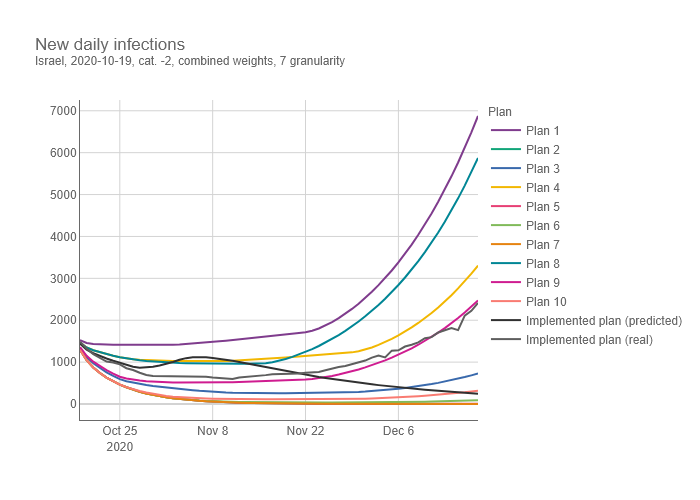 New daily infections
Israel, 2020-10-19, cat. -2, combined weights, 7 granularity
7000
6000
5000
4000
3000
2000
1000
0
Oct 25
2020
Nov 8
Nov 22
Dec 6
Plan
Plan 1
Plan 2
Plan 3
Plan 4
Plan 5
Plan 6
Plan 7
Plan 8
Plan 9
Plan 10
Implemented plan (predicted)
Implemented plan (real)